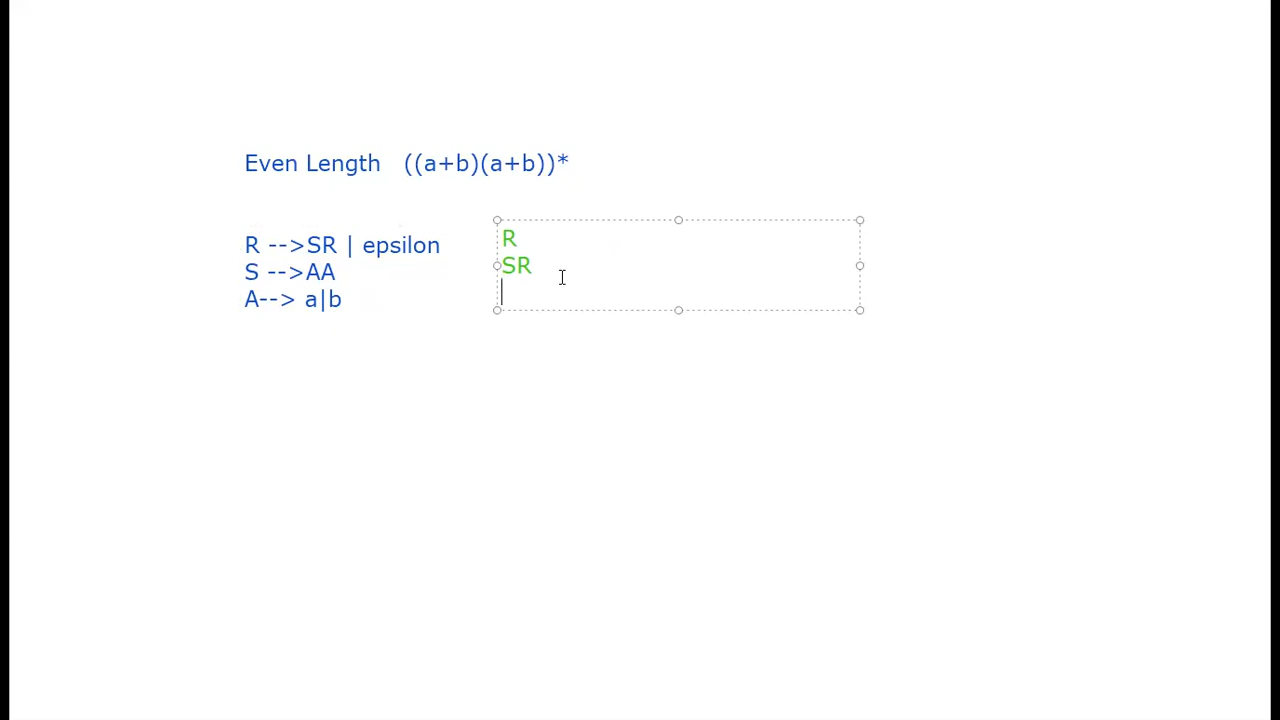 Even Length   ((a+b)(a+b))*
R -->SR | epsilon
S -->AA
A--> a|b
R
SR